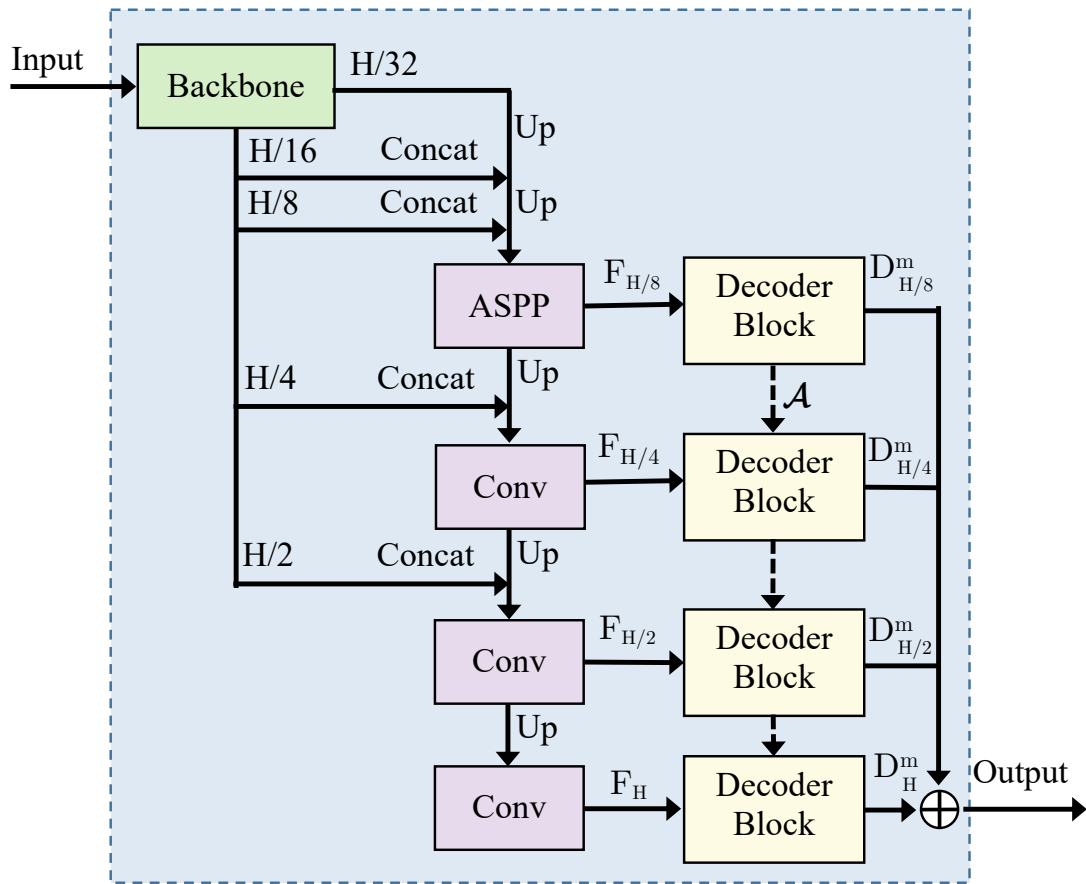 Input
Backbone
H/32
Up
H/16
Concat
H/8
Concat
Up
ASPP
F_{H/8}
Decoder
Block
D^m_{H/8}
Up
H/4
Concat
𝒜
Conv
F_{H/4}
Decoder
Block
D^m_{H/4}
Up
H/2
Concat
Conv
F_{H/2}
Decoder
Block
D^m_{H/2}
Up
Conv
F_H
Decoder
Block
D^m_H
Output